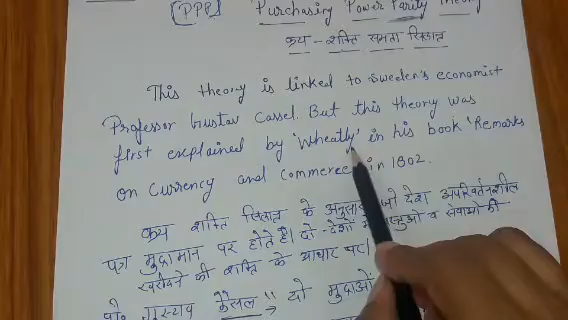 [PPP] Purchasing Power Parity Theory
क्रय - शक्ति समता सिद्धान्त
This theory is linked to Sweden's economist
Professor Gustav Cassel. But this theory was
first explained by 'Wheatly' in his book 'Remarks
on Currency and Commerce' in 1802.
क्रय शक्ति सिद्धान्त के अनुसार जो देश अपरिवर्तनशील
पत्र मुद्रामान पर होते हैं। दो देशों व सेवाओं की
खरीदने की शक्ति के आधार पर।
प्रो० गुस्टाव कैसल" दो मुद्राओं